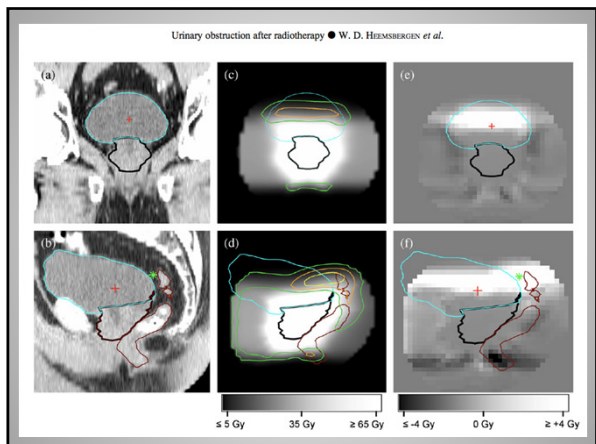 Urinary obstruction after radiotherapy ● W. D. HEEMSBERGEN et al.
(a)
(c)
(e)
(b)
(d)
(f)
≤ 5 Gy 35 Gy ≥ 65 Gy
≤ -4 Gy 0 Gy ≥ +4 Gy